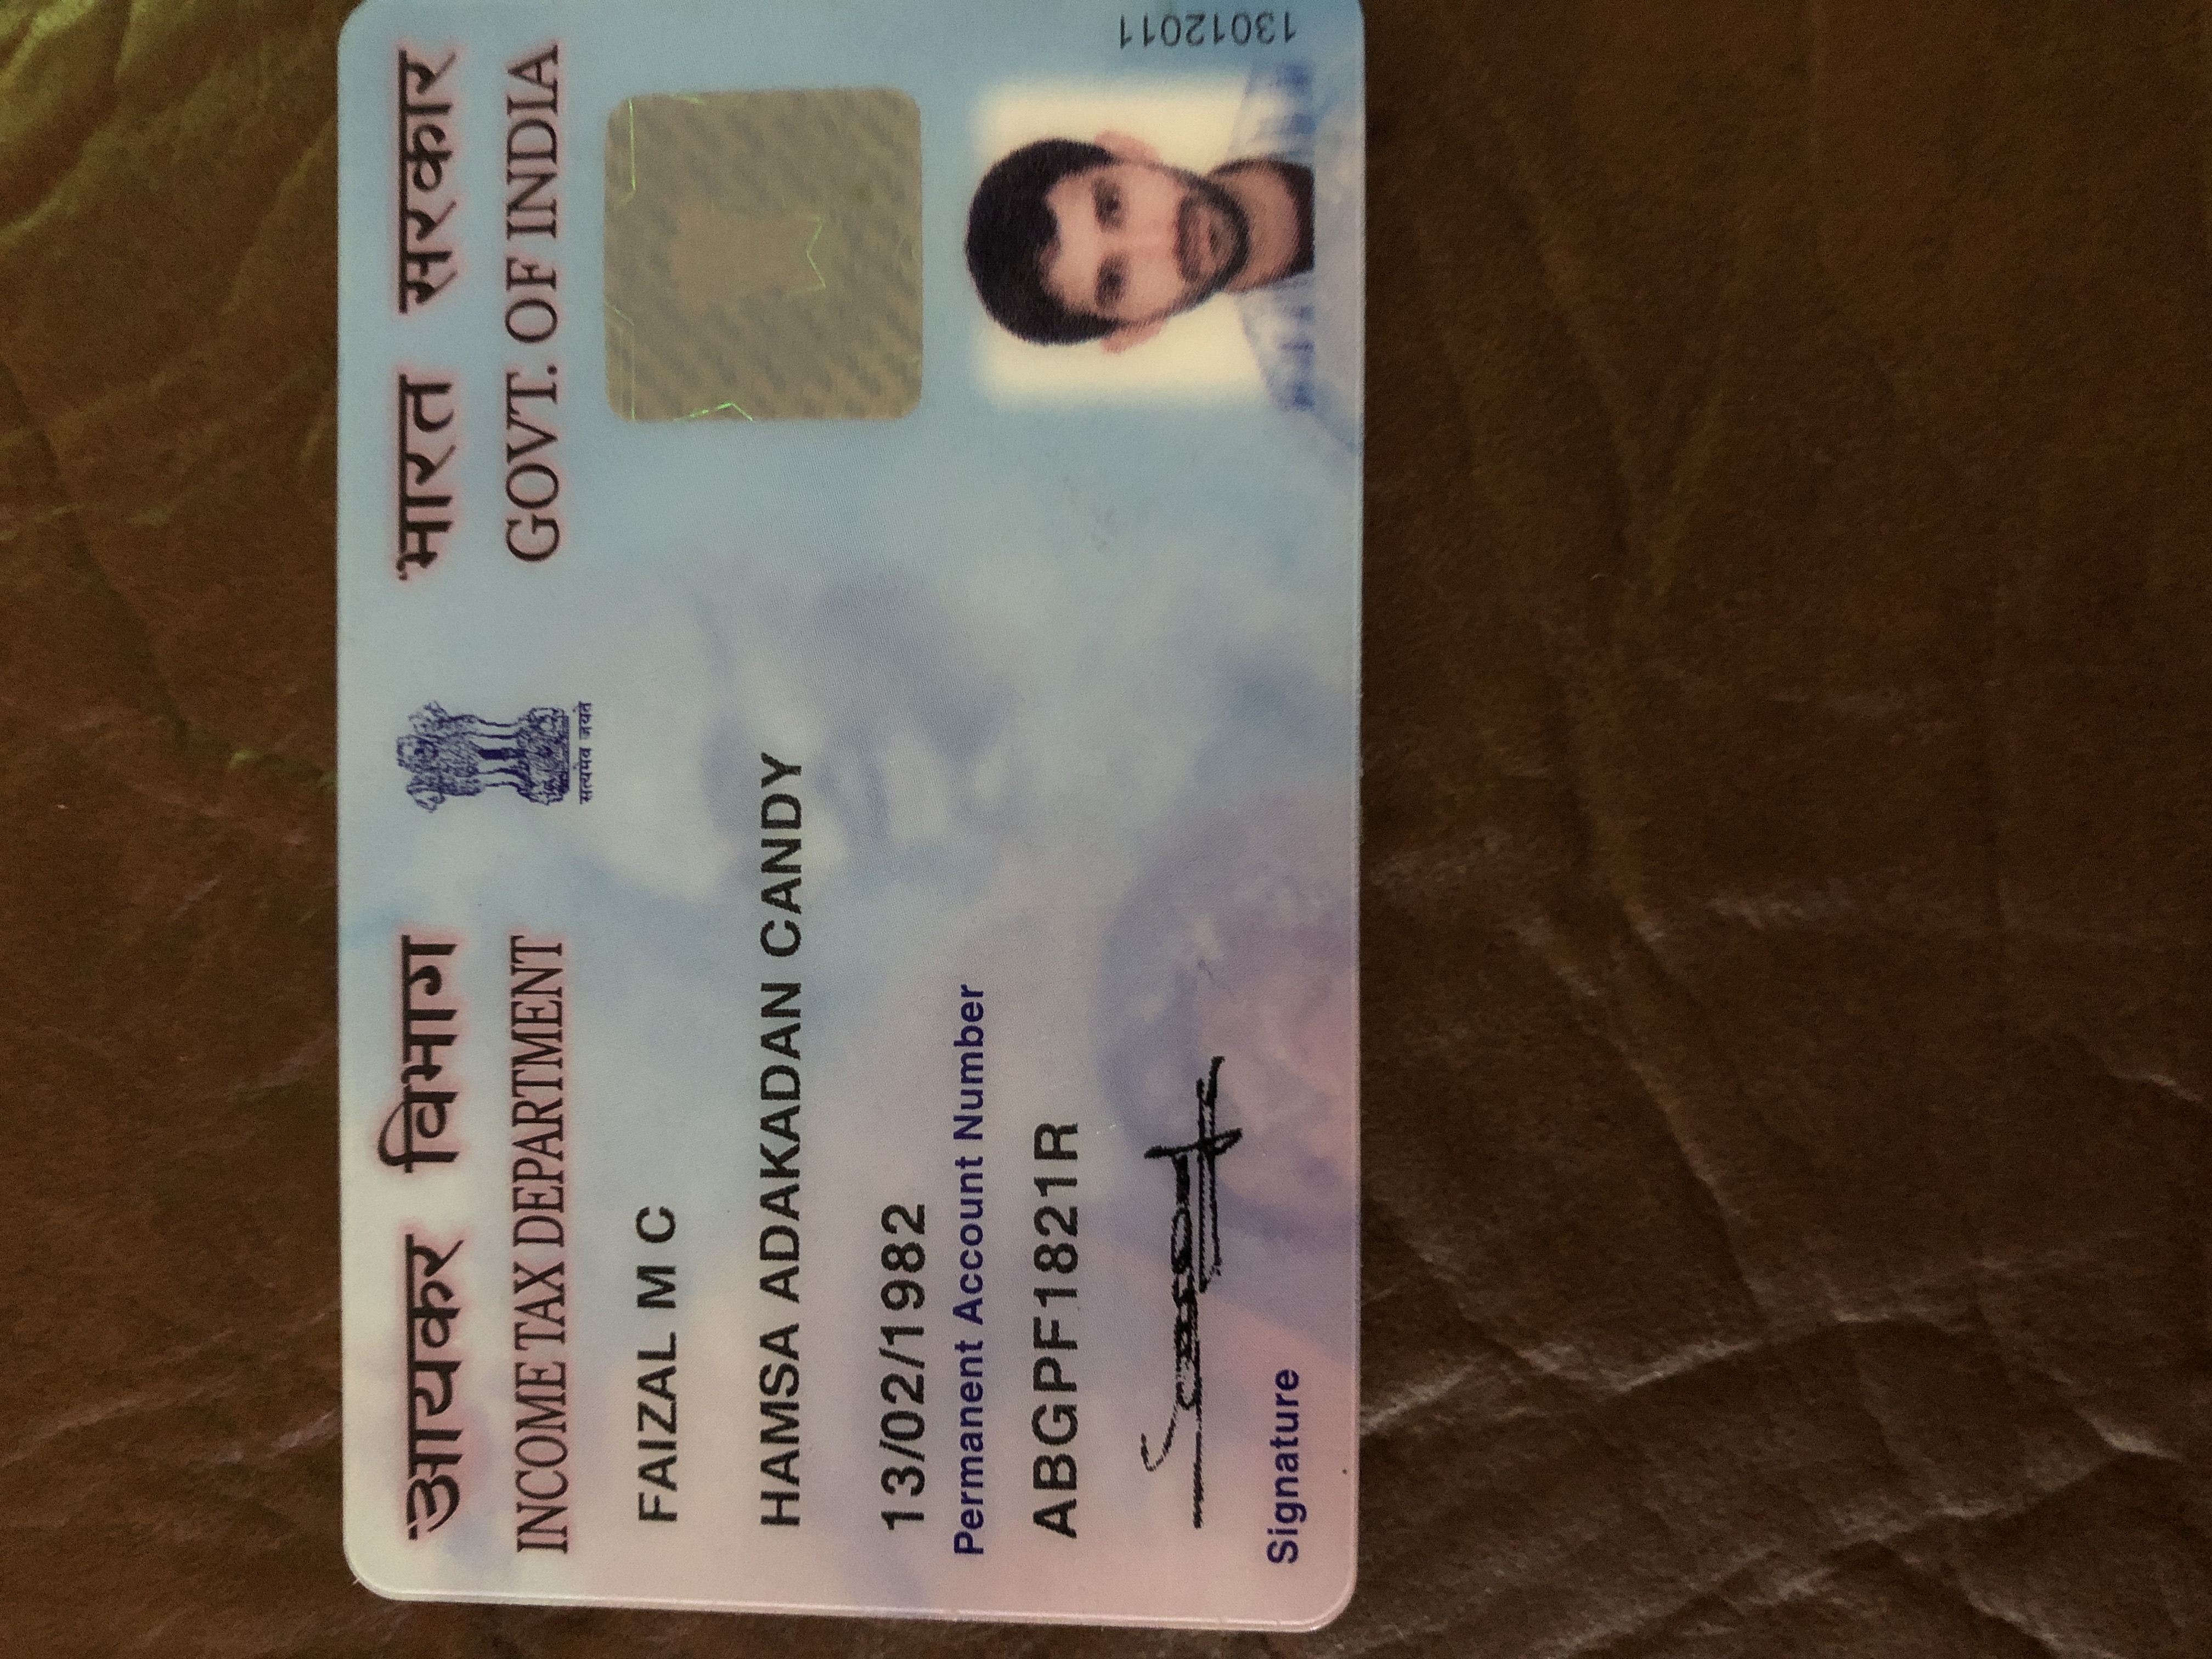 आयकर विभाग
INCOME TAX DEPARTMENT
सत्यमेव जयते
भारत सरकार
GOVT. OF INDIA
FAIZAL M C
HAMSA ADAKADAN CANDY
13/02/1982
Permanent Account Number
ABGPF1821R
Signature
13012011